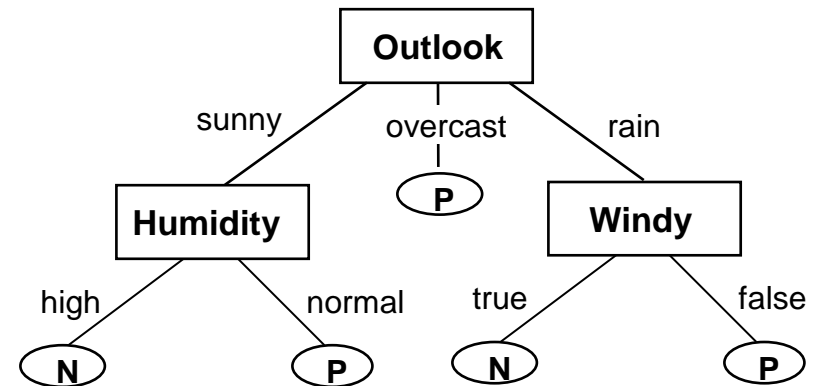 Outlook
sunny overcast rain
P
Humidity Windy
high normal true false
N P N P